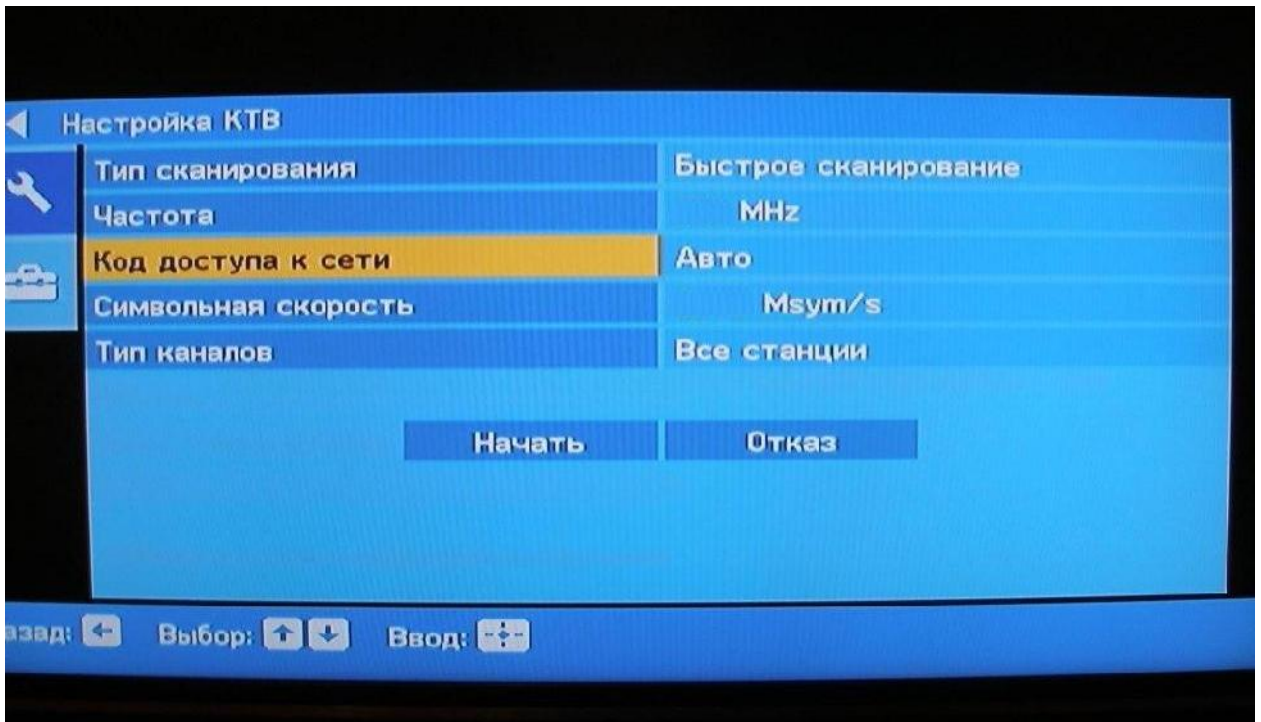 Настройка КТВ
Тип сканирования Быстрое сканирование
Частота MHz
Код доступа к сети Авто
Символьная скорость Msym/s
Тип каналов Все станции
Начать Отказ
азад: Выбор: Ввод: